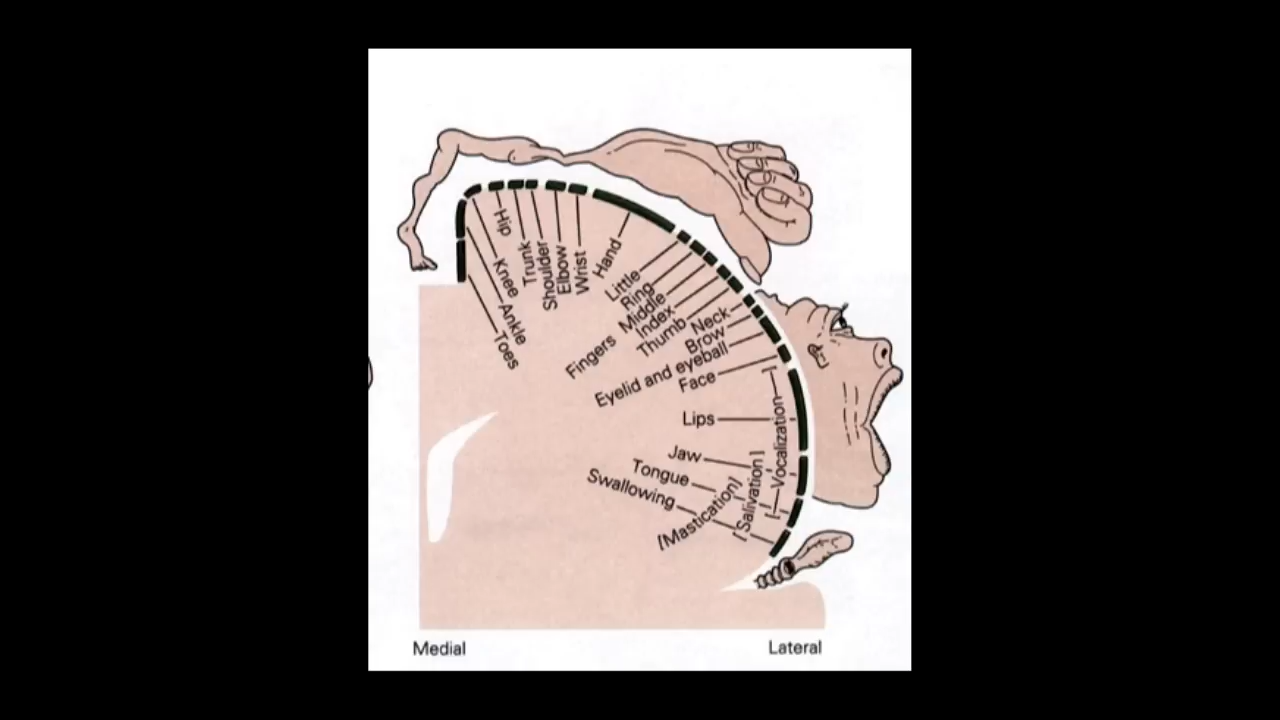 Hip
Trunk
Shoulder
Elbow
Wrist
Hand
Knee
Ankle
Toes
Little
Ring
Middle
Index
Thumb
Fingers
Neck
Brow
Eyelid and eyeball
Face
Lips
Jaw
Tongue
Swallowing
[Mastication]
[Salivation]
[Vocalization]
Medial
Lateral